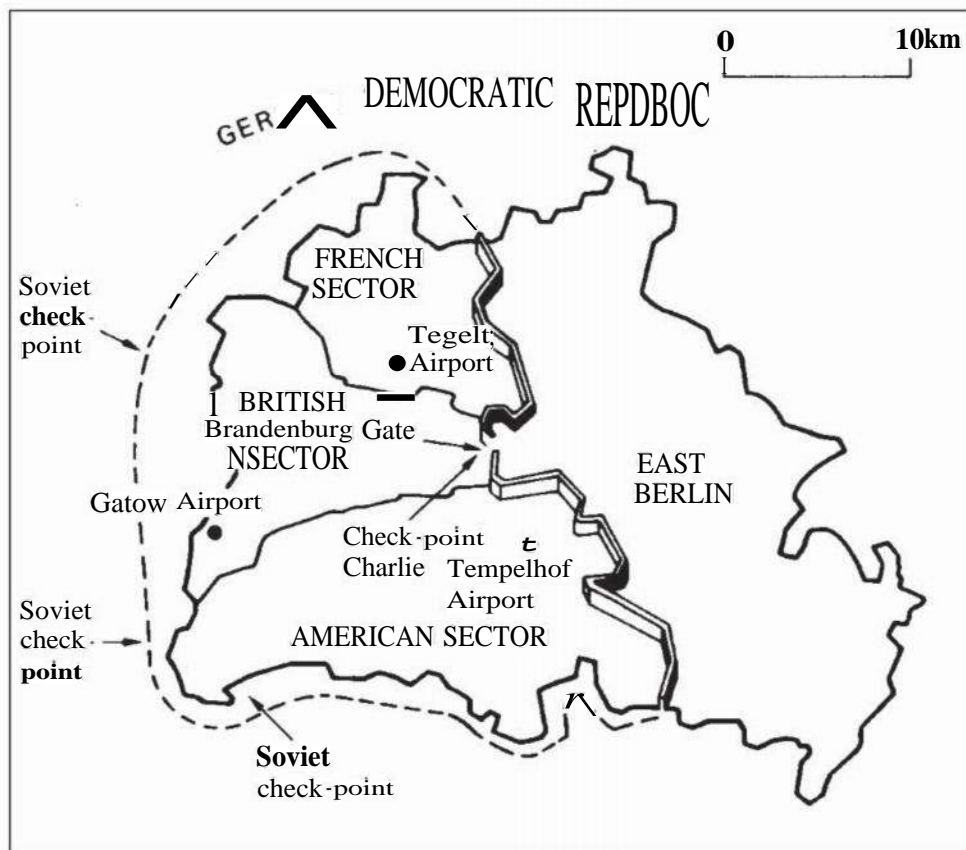 0 10km
GER
DEMOCRATIC REPDBOC
FRENCH
SECTOR
Soviet
check-
point
Tegelt;
Airport
BRITISH
Brandenburg Gate
NSECTOR
EAST
BERLIN
Gatow Airport
Check-point
Charlie
t
Tempelhof
Airport
Soviet
check
point
AMERICAN SECTOR
Soviet
check-point